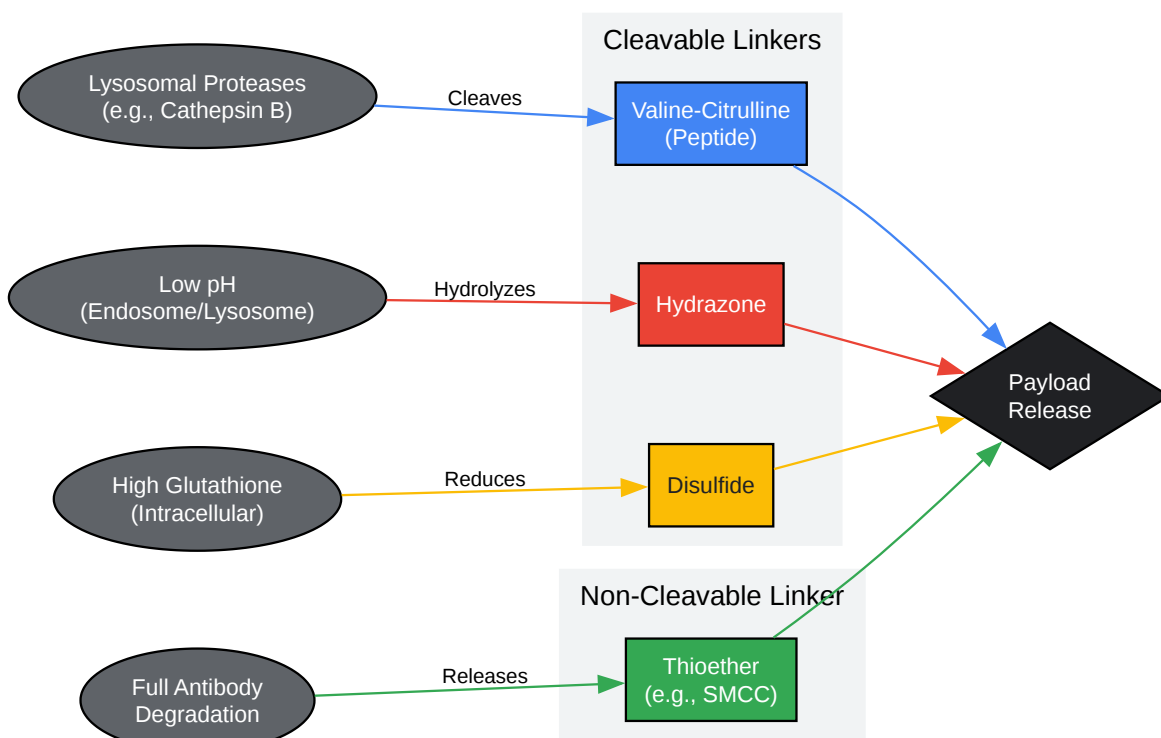 Cleavable Linkers
Lysosomal Proteases
(e.g., Cathepsin B)
Cleaves
Valine-Citrulline
(Peptide)
Low pH
(Endosome/Lysosome)
Hydrolyzes
Hydrazone
Payload
Release
High Glutathione
(Intracellular)
Reduces
Disulfide
Non-Cleavable Linker
Full Antibody
Degradation
Releases
Thioether
(e.g., SMCC)